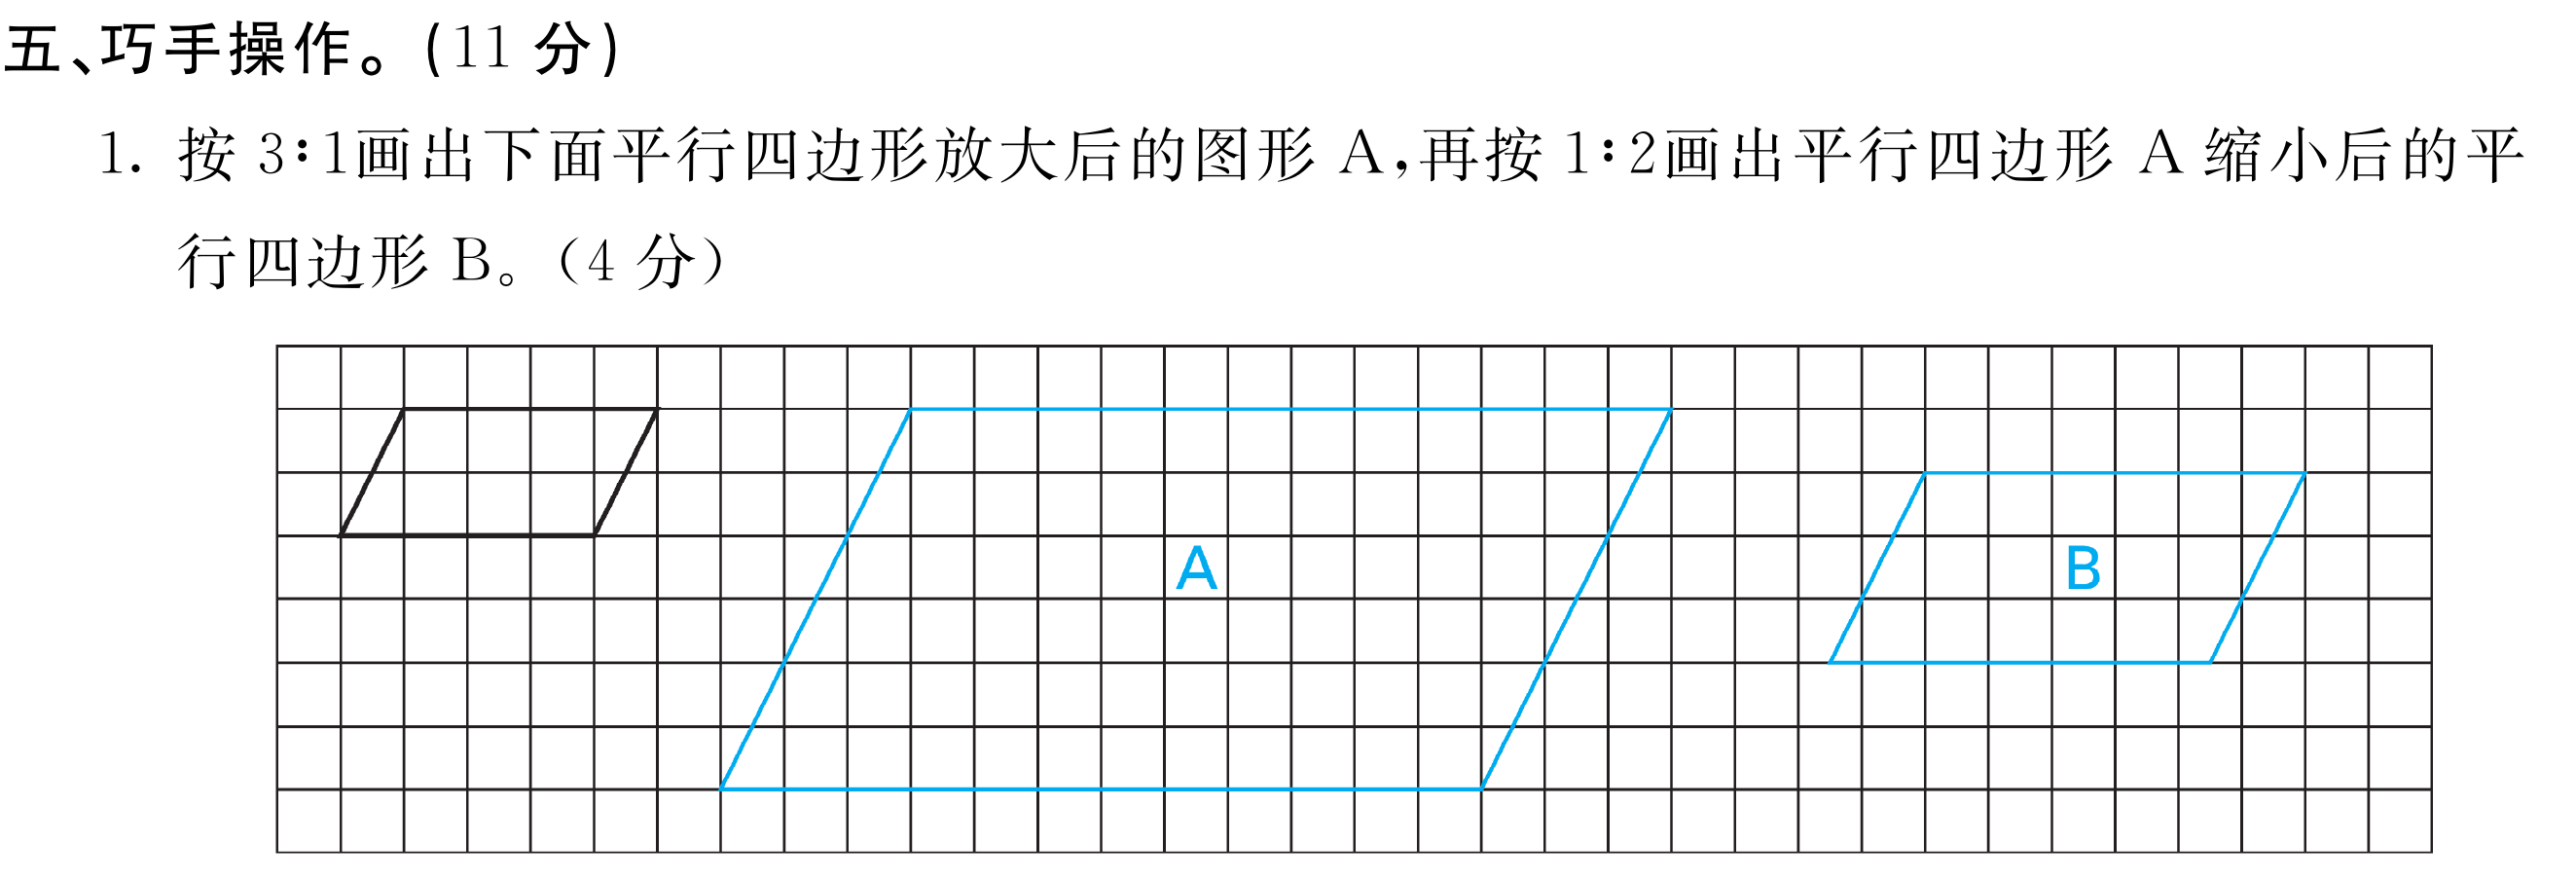 五、巧手操作。(11 分)
1. 按 3∶1画出下面平行四边形放大后的图形 A,再按 1∶2画出平行四边形 A 缩小后的平
行四边形 B。(4 分)
A
B